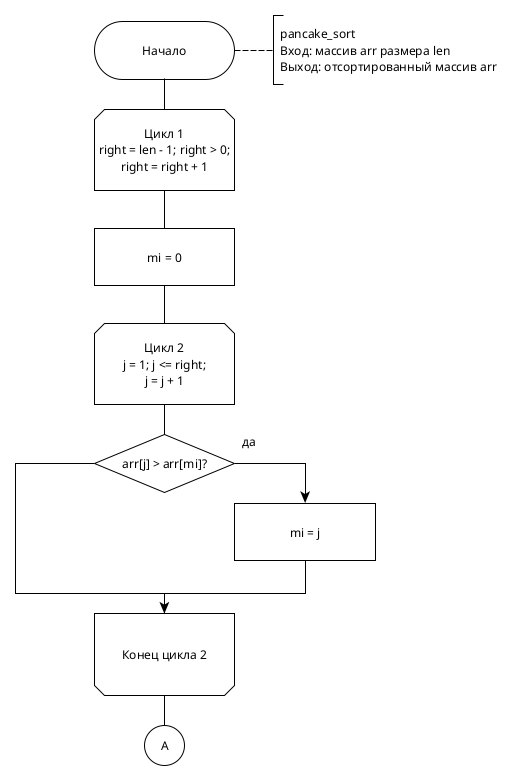 Начало
pancake_sort
Вход: массив arr размера len
Выход: отсортированный массив arr
Цикл 1
right = len - 1; right > 0;
right = right + 1
mi = 0
Цикл 2
j = 1; j <= right;
j = j + 1
arr[j] > arr[mi]?
да
mi = j
Конец цикла 2
A